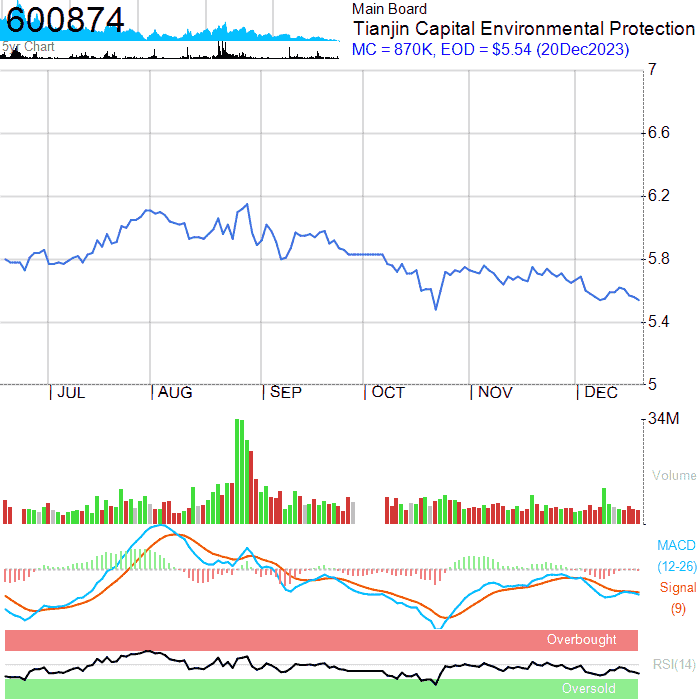 600874
5yr Chart
Main Board
Tianjin Capital Environmental Protection
MC = 870K, EOD = $5.54 (20Dec2023)
7
6.6
6.2
5.8
5.4
5
JUL
AUG
SEP
OCT
NOV
DEC
34M
Volume
MACD
(12-26)
Signal
(9)
Overbought
RSI(14)
Oversold